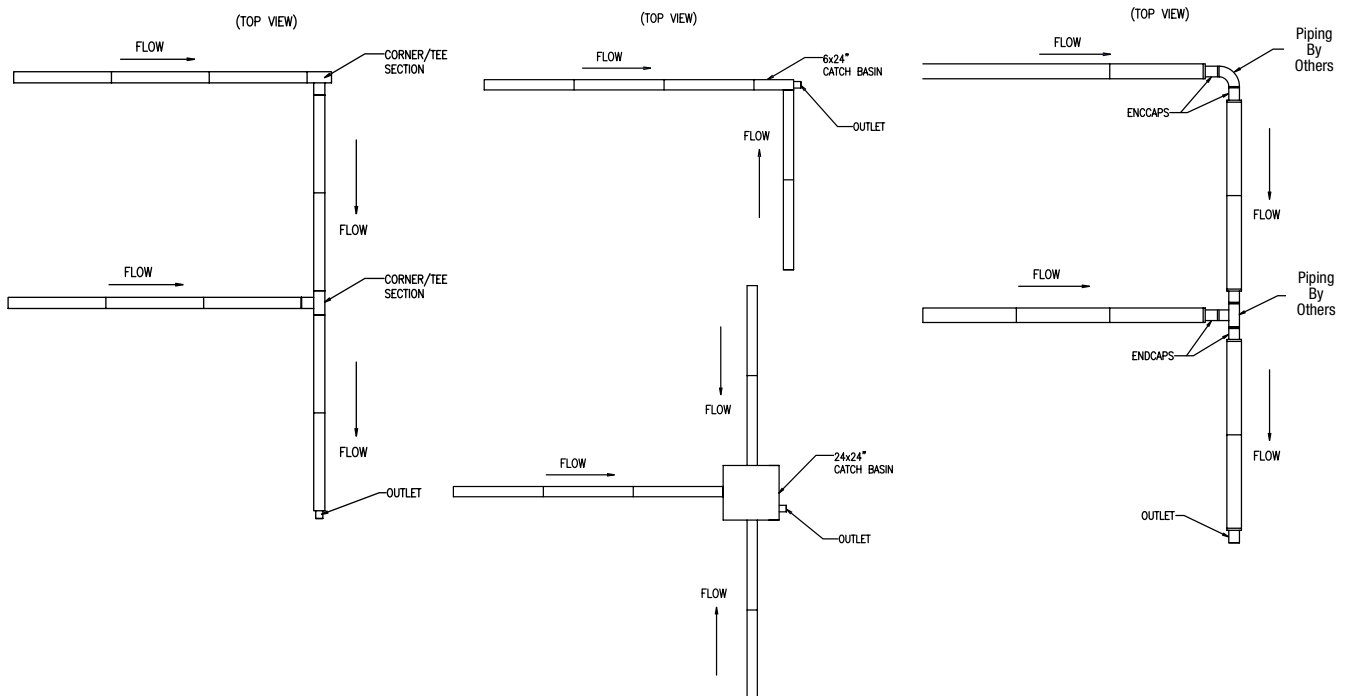 (TOP VIEW)
FLOW
CORNER/TEE
SECTION
FLOW
FLOW
CORNER/TEE
SECTION
FLOW
OUTLET
(TOP VIEW)
FLOW
6x24"
CATCH BASIN
OUTLET
FLOW
FLOW
FLOW
24x24"
CATCH BASIN
OUTLET
FLOW
(TOP VIEW)
FLOW
Piping
By
Others
ENCCAPS
FLOW
FLOW
Piping
By
Others
ENDCAPS
FLOW
OUTLET